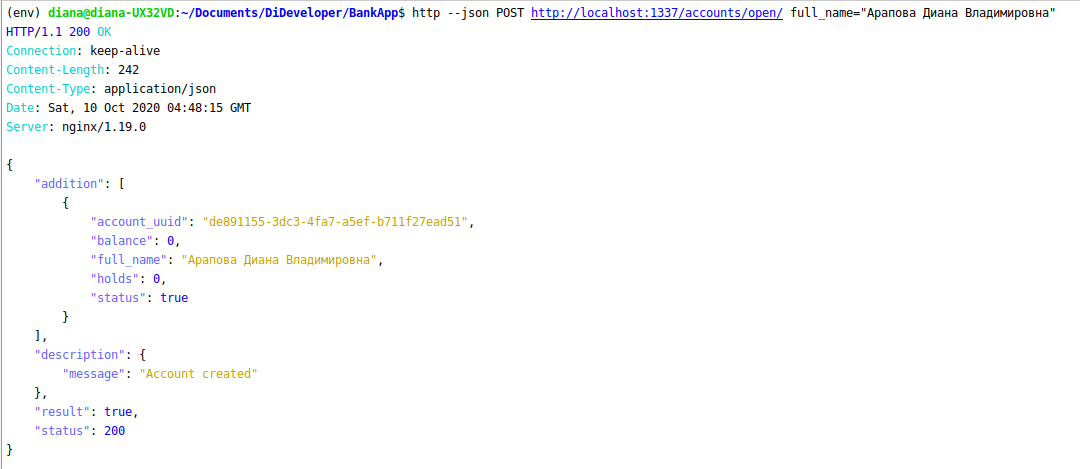 (env) diana@diana-UX32VD:~/Documents/DiDeveloper/BankApp$ http --json POST http://localhost:1337/accounts/open/ full_name="Арапова Диана Владимировна"
HTTP/1.1 200 OK
Connection: keep-alive
Content-Length: 242
Content-Type: application/json
Date: Sat, 10 Oct 2020 04:48:15 GMT
Server: nginx/1.19.0

{
    "addition": [
        {
            "account_uuid": "de891155-3dc3-4fa7-a5ef-b711f27ead51",
            "balance": 0,
            "full_name": "Арапова Диана Владимировна",
            "holds": 0,
            "status": true
        }
    ],
    "description": {
        "message": "Account created"
    },
    "result": true,
    "status": 200
}